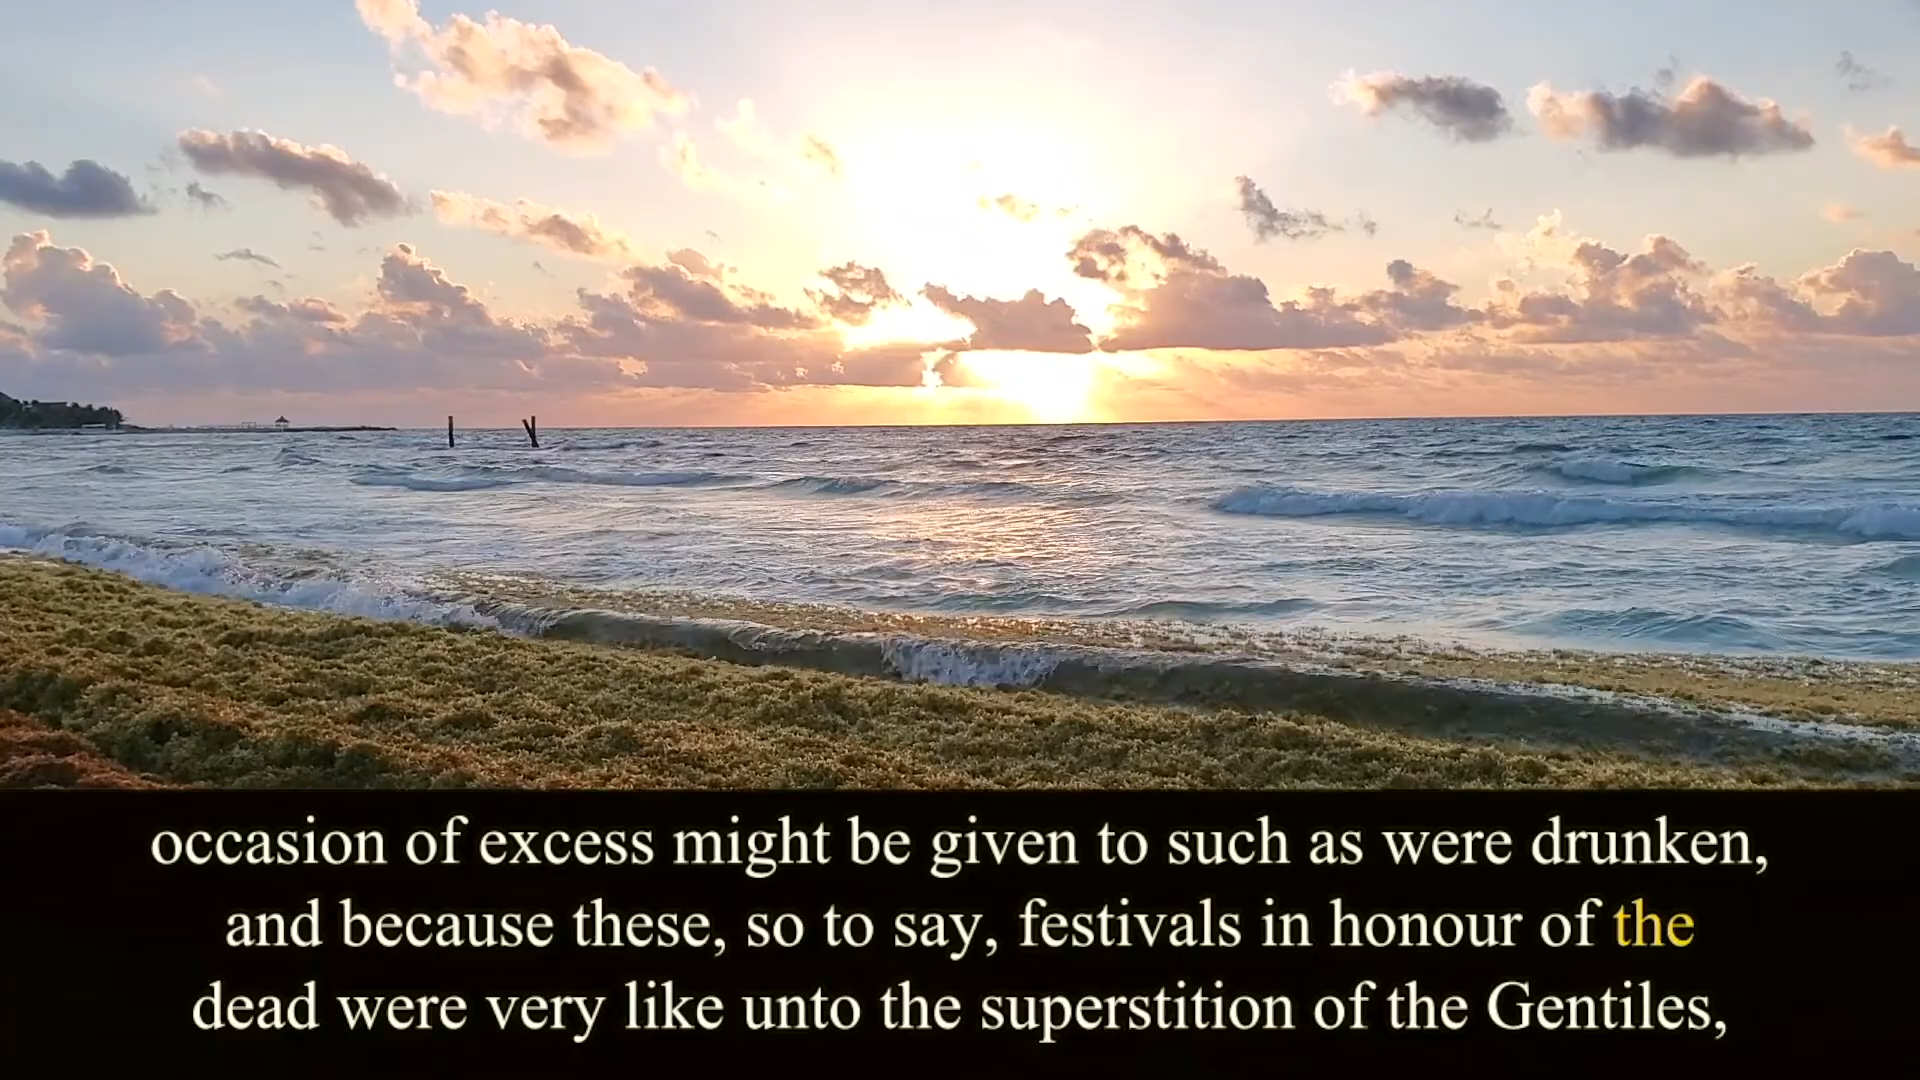 occasion of excess might be given to such as were drunken,
and because these, so to say, festivals in honour of the
dead were very like unto the superstition of the Gentiles,